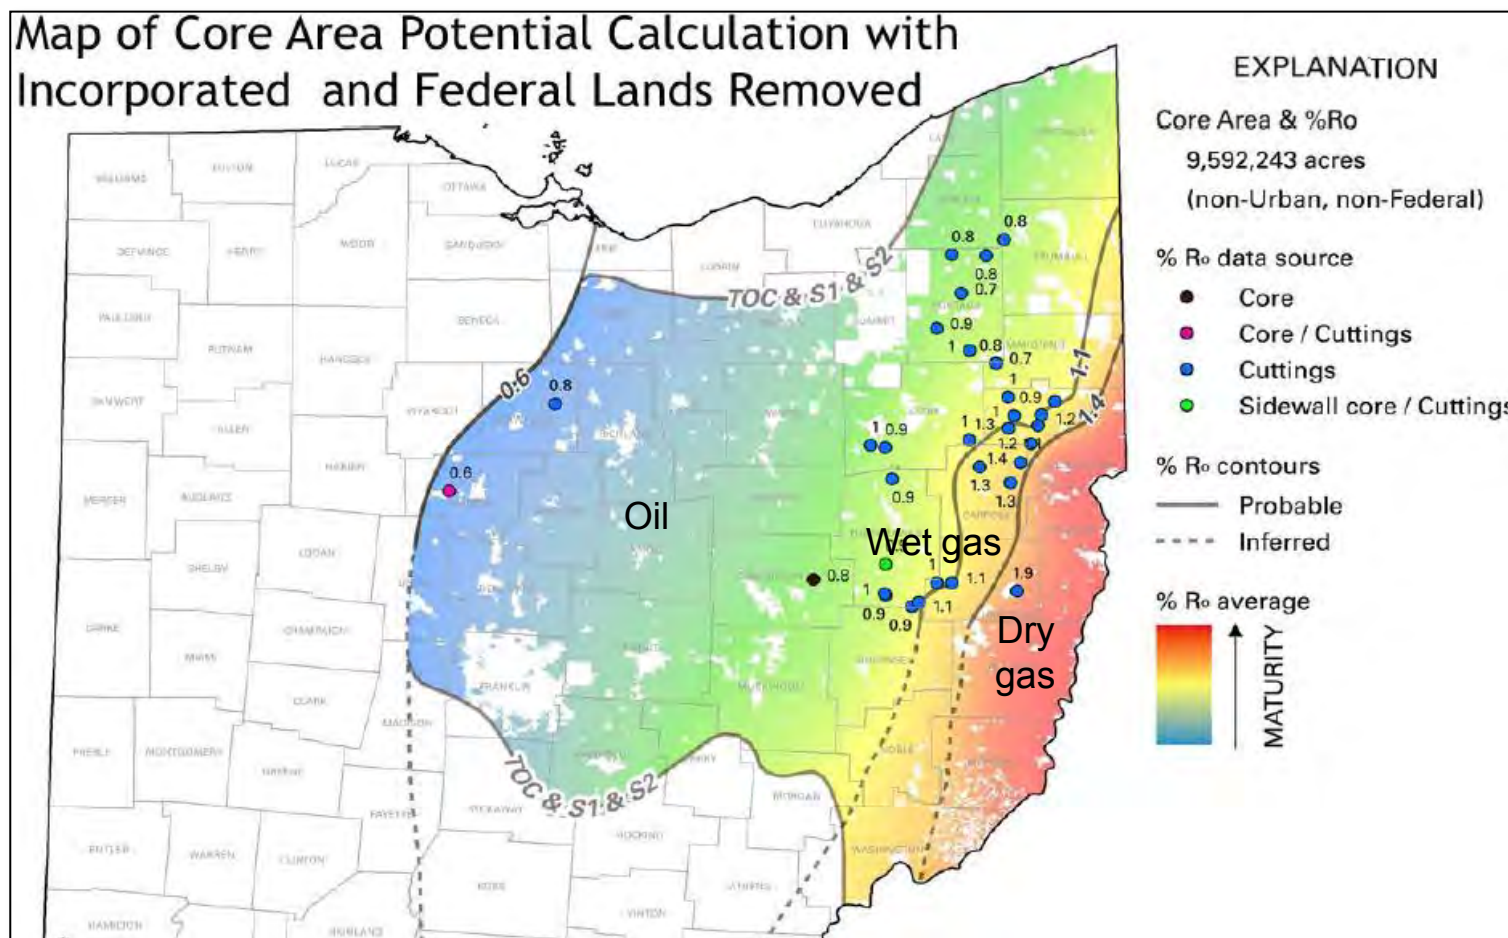 Map of Core Area Potential Calculation with
Incorporated and Federal Lands Removed
EXPLANATION
Core Area & %Ro
9,592,243 acres
(non-Urban, non-Federal)
% Ro data source
Core
Core / Cuttings
Cuttings
Sidewall core / Cuttings
% Ro contours
Probable
Inferred
% Ro average
MATURITY
WILLIAMS
FULTON
LUCAS
OTTAWA
DEFIANCE
HENRY
WOOD
SANDUSKY
ERIE
LORAIN
CUYAHOGA
TRUMBULL
PAULDING
PUTNAM
HANCOCK
SENECA
SUMMIT
PORTAGE
VAN WERT
ALLEN
WYANDOT
HARDIN
MERCER
AUGLAIZE
LOGAN
SHELBY
DARKE
CHAMPAIGN
MIAMI
CLARK
FRANKLIN
MADISON
MUSKINGUM
GUERNSEY
CARROLL
NOBLE
PREBLE
MONTGOMERY
GREENE
FAYETTE
PICKAWAY
PERRY
MORGAN
HOCKING
WASHINGTON
BUTLER
WARREN
CLINTON
ROSS
ATHENS
VINTON
HAMILTON
HIGHLAND
TOC & S1 & S2
TOC & S1 & S2
0.6
1.1
1.4
0.8
0.8
0.8
0.7
0.9
1
0.8
0.7
1
0.9
1
1.2
0.8
1
0.9
1
1.3
1.2
1.4
0.9
1.3
1.3
0.6
Oil
Wet gas
0.8
1
1.1
1.9
1
0.9
0.9
1.1
Dry
gas